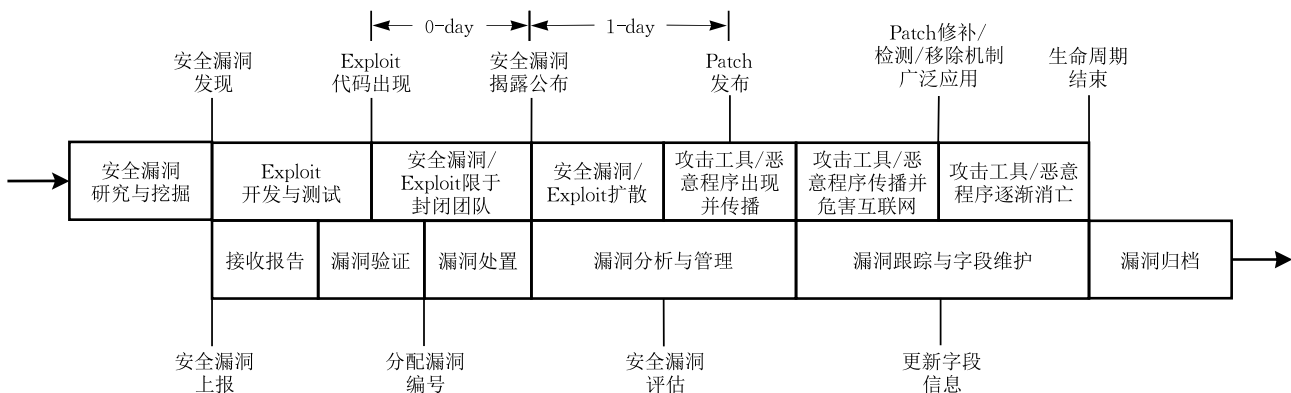 0-day
1-day
安全漏洞
发现
Exploit
代码出现
安全漏洞
揭露公布
Patch
发布
Patch修补/
检测/移除机制
广泛应用
生命周期
结束
安全漏洞
研究与挖掘
Exploit
开发与测试
安全漏洞/
Exploit限于
封闭团队
安全漏洞/
Exploit扩散
攻击工具/恶
意程序出现
并传播
攻击工具/恶
意程序传播并
危害互联网
攻击工具/恶意
程序逐渐消亡
接收报告
漏洞验证
漏洞处置
漏洞分析与管理
漏洞跟踪与字段维护
漏洞归档
安全漏洞
上报
分配漏洞
编号
安全漏洞
评估
更新字段
信息